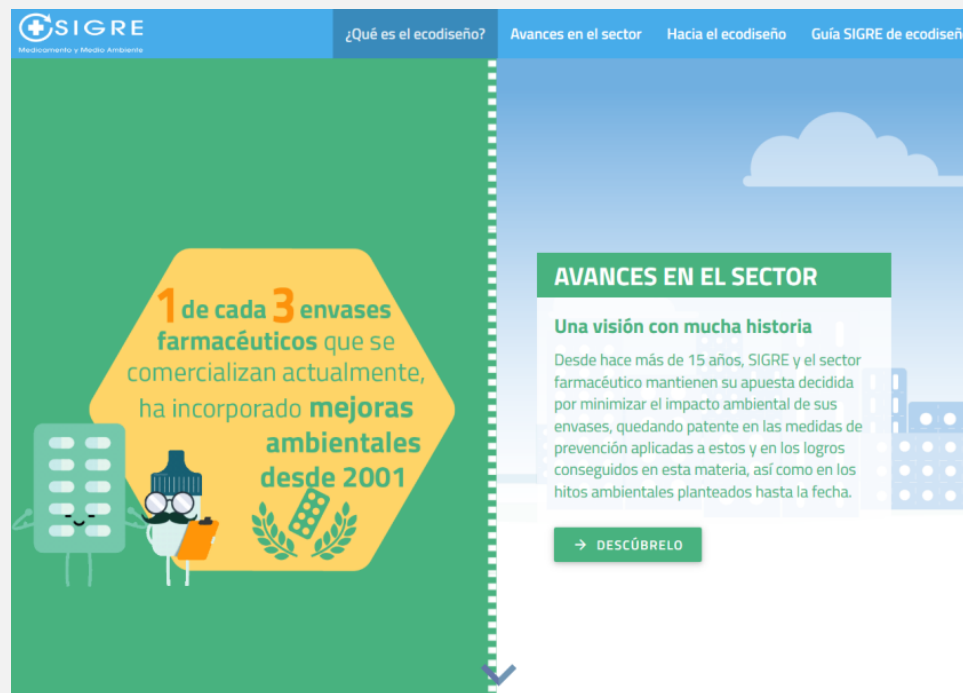 SIGRE
Medicamento y Medio Ambiente
¿Qué es el ecodiseño?
Avances en el sector
Hacia el ecodiseño
Guía SIGRE de ecodiseñ
1 de cada 3 envases
farmacéuticos que se
comercializan actualmente,
ha incorporado mejoras
ambientales
desde 2001
AVANCES EN EL SECTOR
Una visión con mucha historia
Desde hace más de 15 años, SIGRE y el sector
farmacéutico mantienen su apuesta decidida
por minimizar el impacto ambiental de sus
envases, quedando patente en las medidas de
prevención aplicadas a estos y en los logros
conseguidos en esta materia, así como en los
hitos ambientales planteados hasta la fecha.
→ DESCÚBRELO